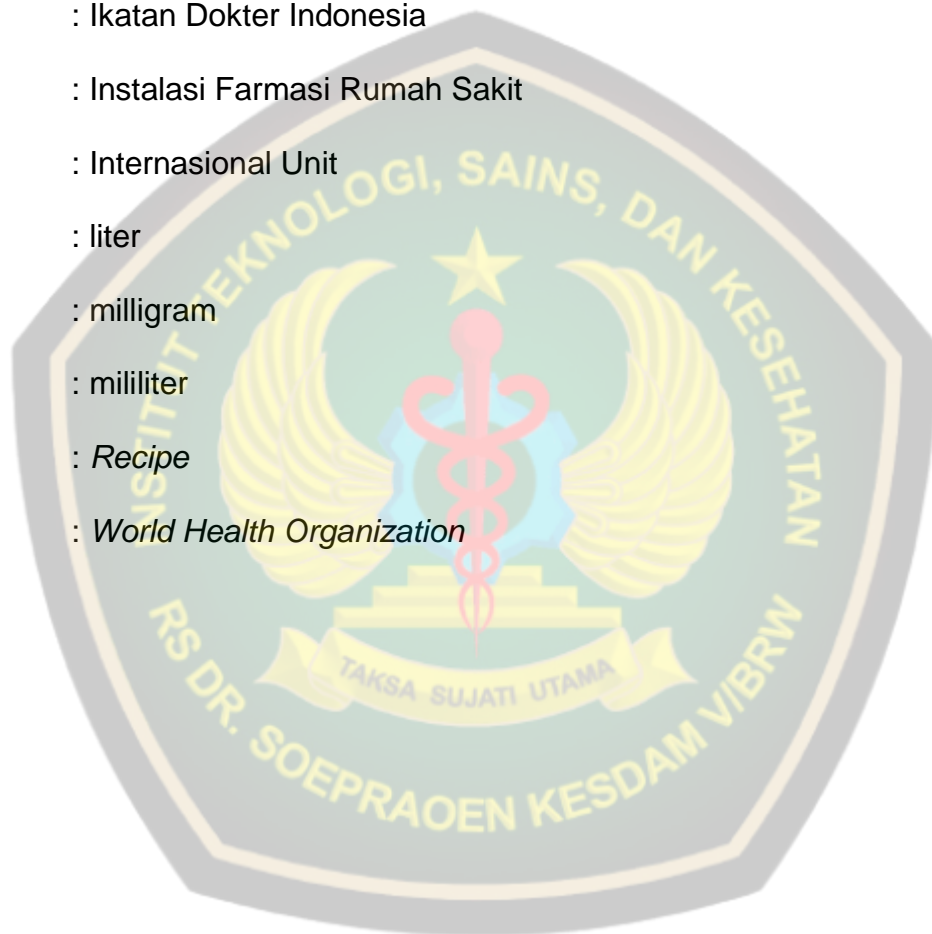 : Ikatan Dokter Indonesia
: Instalasi Farmasi Rumah Sakit
: Internasional Unit
: liter
: milligram
: mililiter
: Recipe
: World Health Organization
INSTITUT TEKNOLOGI, SAINS, DAN KESEHATAN
TAKSA SUJATI UTAMA
RS DR. SOEPRAOEN KESDAM V/BRW